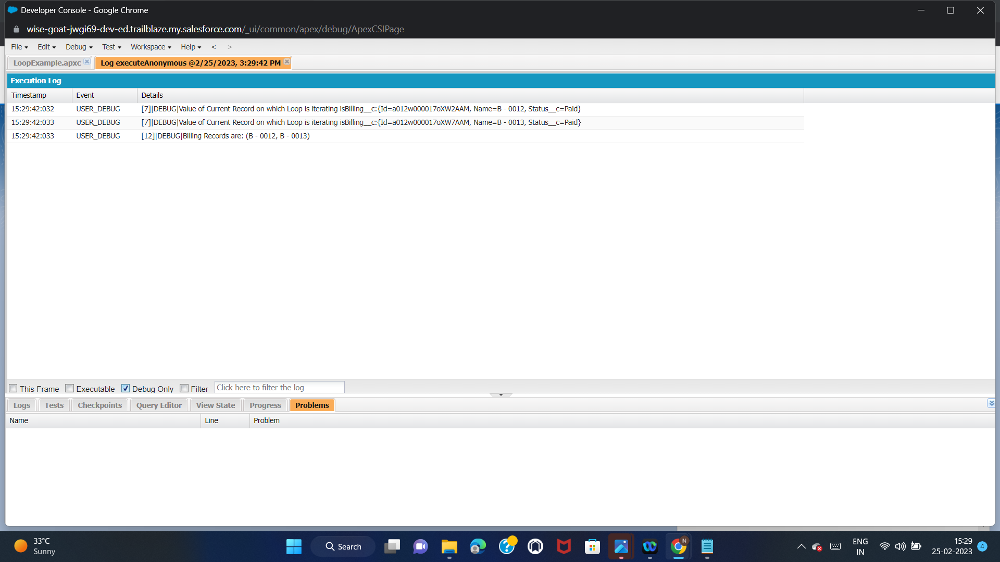 Developer Console - Google Chrome
wise-goat-jwgi69-dev-ed.trailblaze.my.salesforce.com/_ui/common/apex/debug/ApexCSIPage
File Edit Debug Test Workspace Help < >
LoopExample.apxc Log executeAnonymous @2/25/2023, 3:29:42 PM
Execution Log
Timestamp Event Details
15:29:42:032 USER_DEBUG [7]|DEBUG|Value of Current Record on which Loop is iterating isBilling__c:{Id=a012w000017oXW2AAM, Name=B - 0012, Status__c=Paid}
15:29:42:033 USER_DEBUG [7]|DEBUG|Value of Current Record on which Loop is iterating isBilling__c:{Id=a012w000017oXW7AAM, Name=B - 0013, Status__c=Paid}
15:29:42:033 USER_DEBUG [12]|DEBUG|Billing Records are: (B - 0012, B - 0013)
This Frame Executable Debug Only Filter Click here to filter the log
Logs Tests Checkpoints Query Editor View State Progress Problems
Name Line Problem
33°C
Sunny
Search
N
ENG
IN
15:29
25-02-2023
4